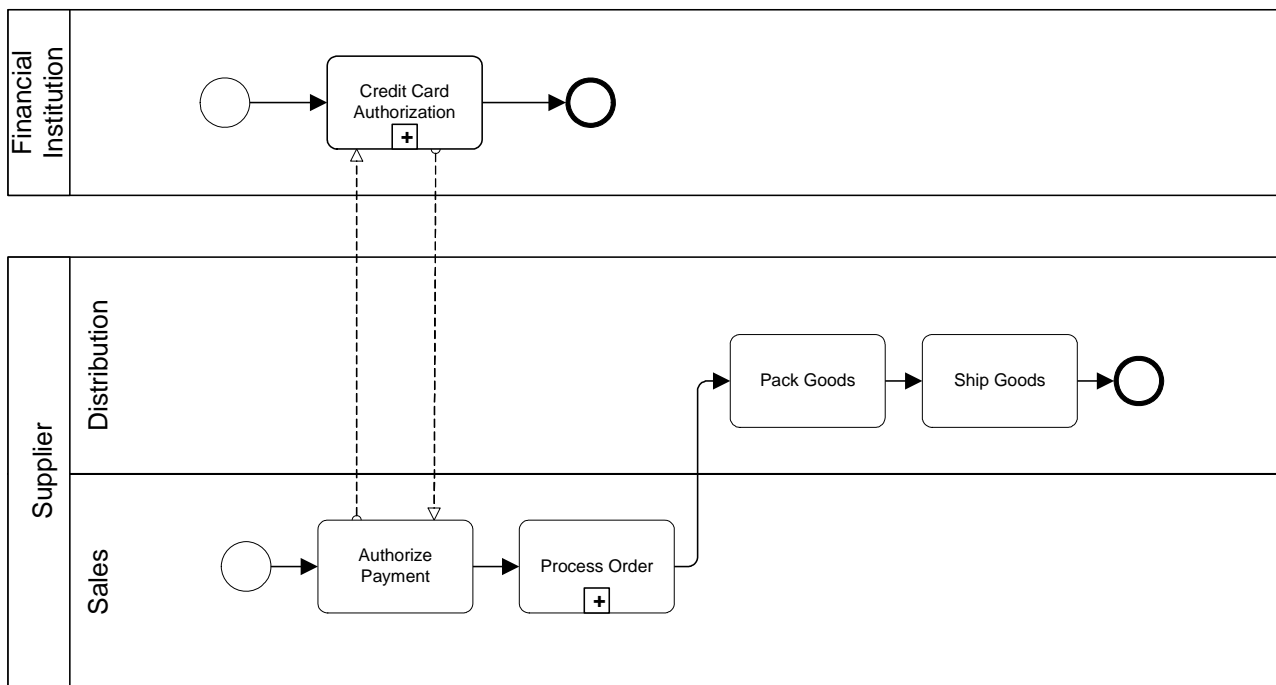 Financial
Institution
Credit Card
Authorization
+
Supplier
Distribution
Pack Goods
Ship Goods
Sales
Authorize
Payment
Process Order
+